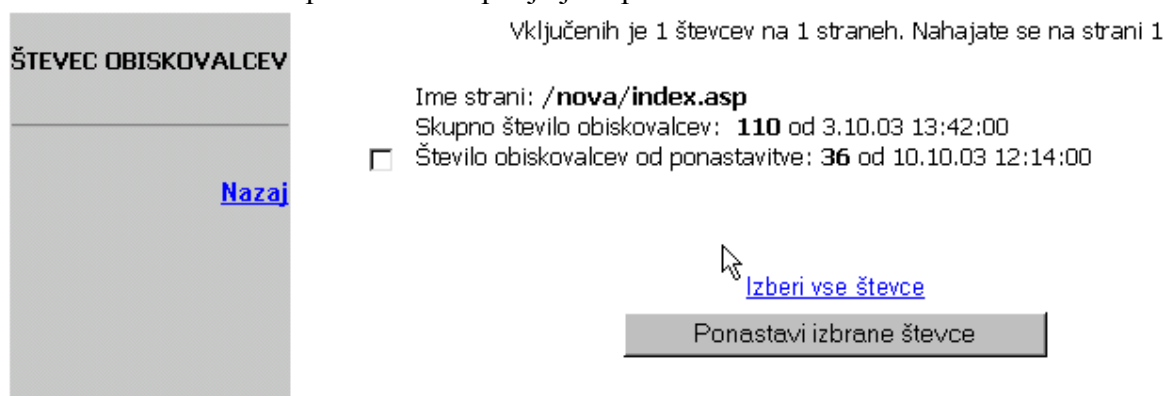 Vključenih je 1 števcev na 1 straneh. Nahajate se na strani 1
ŠTEVEC OBISKOVALCEV
Ime strani: /nova/index.asp
Skupno število obiskovalcev: 110 od 3.10.03 13:42:00
Število obiskovalcev od ponastavitve: 36 od 10.10.03 12:14:00
Nazaj
Izberi vse števce
Ponastavi izbrane števce